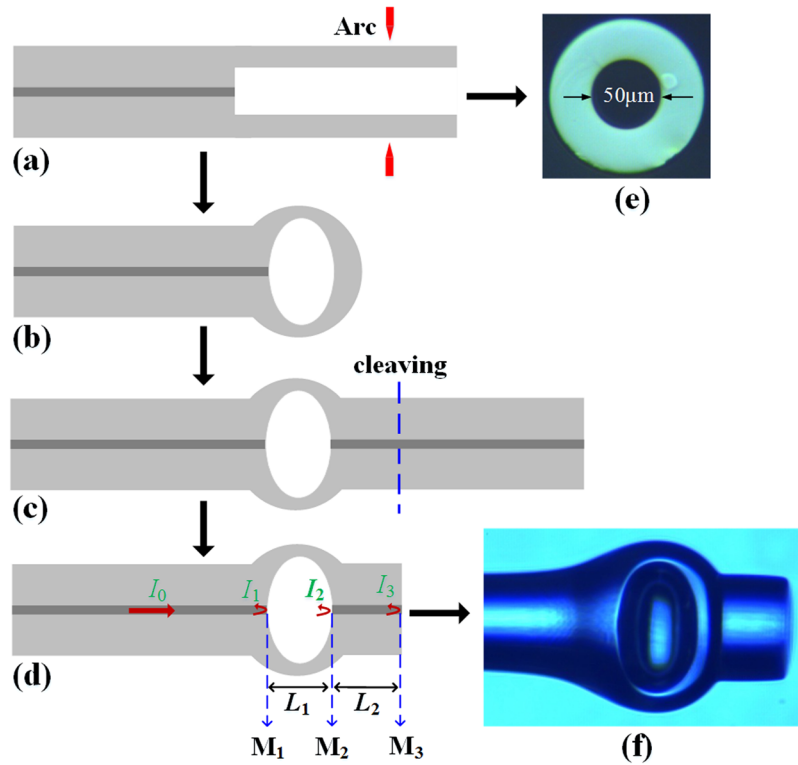 Arc
(a)
50µm
(e)
(b)
cleaving
(c)
I0 I1 I2 I3
(d)
L1 L2
M1 M2 M3
(f)